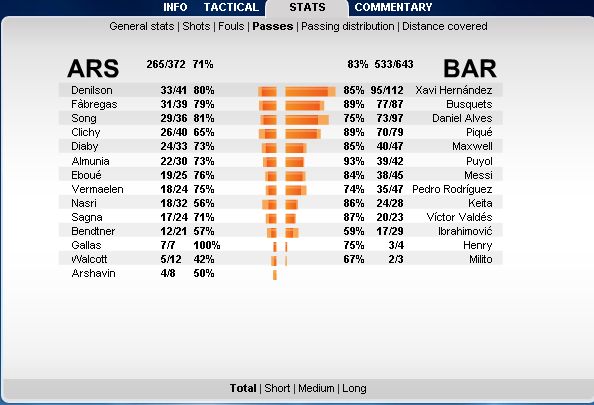 INFO TACTICAL STATS COMMENTARY
General stats | Shots | Fouls | Passes | Passing distribution | Distance covered
ARS 265/372 71% 83% 533/643 BAR
Denilson 33/41 80% 85% 95/112 Xavi Hernández
Fàbregas 31/39 79% 89% 77/87 Busquets
Song 29/36 81% 75% 73/97 Daniel Alves
Clichy 26/40 65% 89% 70/79 Piqué
Diaby 24/33 73% 85% 40/47 Maxwell
Almunia 22/30 73% 93% 39/42 Puyol
Eboué 19/25 76% 84% 38/45 Messi
Vermaelen 18/24 75% 74% 35/47 Pedro Rodríguez
Nasri 18/32 56% 86% 24/28 Keita
Sagna 17/24 71% 87% 20/23 Víctor Valdés
Bendtner 12/21 57% 59% 17/29 Ibrahimović
Gallas 7/7 100% 75% 3/4 Henry
Walcott 5/12 42% 67% 2/3 Milito
Arshavin 4/8 50%
Total | Short | Medium | Long